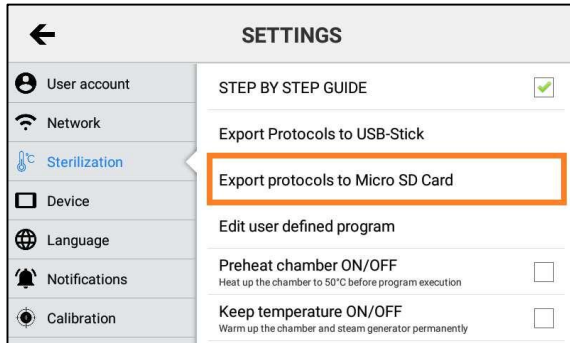 SETTINGS
User account
Network
°C
Sterilization
Device
Language
Notifications
Calibration
STEP BY STEP GUIDE
Export Protocols to USB-Stick
Export protocols to Micro SD Card
Edit user defined program
Preheat chamber ON/OFF
Heat up the chamber to 50°C before program execution
Keep temperature ON/OFF
Warm up the chamber and steam generator permanently